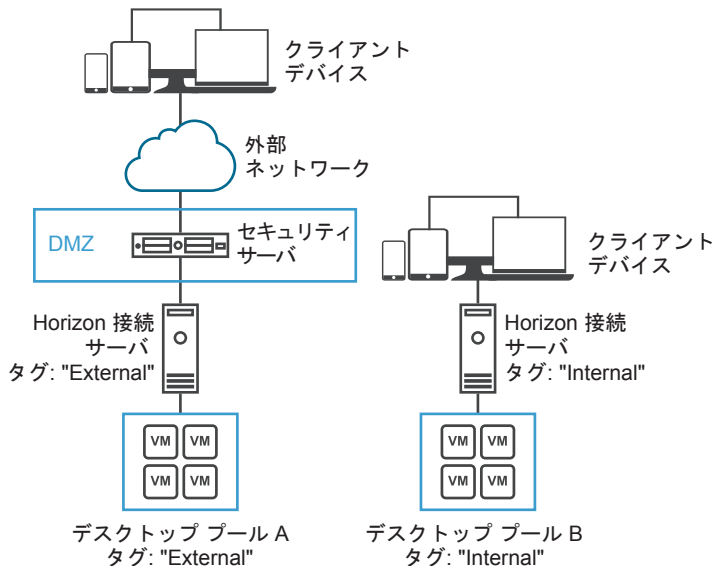 クライアント
デバイス
外部
ネットワーク
DMZ
セキュリティ
サーバ
クライアント
デバイス
Horizon 接続
サーバ
タグ: "External"
Horizon 接続
サーバ
タグ: "Internal"
VM VM
VM VM
VM VM
VM VM
デスクトップ プール A
タグ: "External"
デスクトップ プール B
タグ: "Internal"